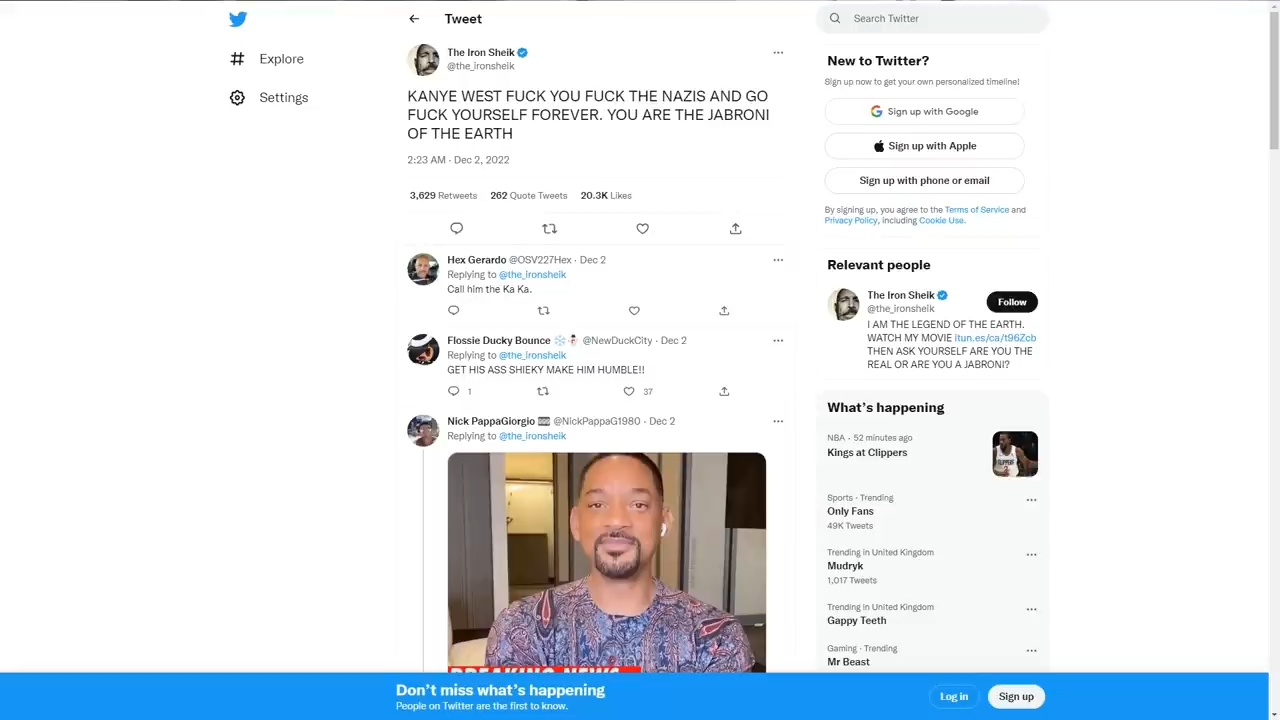 Tweet
Search Twitter
Explore
Settings
The Iron Sheik
@the_ironsheik
KANYE WEST FUCK YOU FUCK THE NAZIS AND GO
FUCK YOURSELF FOREVER. YOU ARE THE JABRONI
OF THE EARTH
2:23 AM · Dec 2, 2022
3,629 Retweets 262 Quote Tweets 20.3K Likes
Hex Gerardo @OSV227Hex · Dec 2
Replying to @the_ironsheik
Call him the Ka Ka.
Flossie Ducky Bounce @NewDuckCity · Dec 2
Replying to @the_ironsheik
GET HIS ASS SHIEKY MAKE HIM HUMBLE!!
1 37
Nick PappaGiorgio @NickPappaG1980 · Dec 2
Replying to @the_ironsheik
BREAKING NEWS
New to Twitter?
Sign up now to get your own personalized timeline!
Sign up with Google
Sign up with Apple
Sign up with phone or email
By signing up, you agree to the Terms of Service and
Privacy Policy, including Cookie Use.
Relevant people
The Iron Sheik
@the_ironsheik
Follow
I AM THE LEGEND OF THE EARTH.
WATCH MY MOVIE itun.es/ca/t96Zcb
THEN ASK YOURSELF ARE YOU THE
REAL OR ARE YOU A JABRONI?
What's happening
NBA · 52 minutes ago
Kings at Clippers
Sports · Trending
Only Fans
49K Tweets
Trending in United Kingdom
Mudryk
1,017 Tweets
Trending in United Kingdom
Gappy Teeth
Gaming · Trending
Mr Beast
Don't miss what's happening
People on Twitter are the first to know.
Log in
Sign up